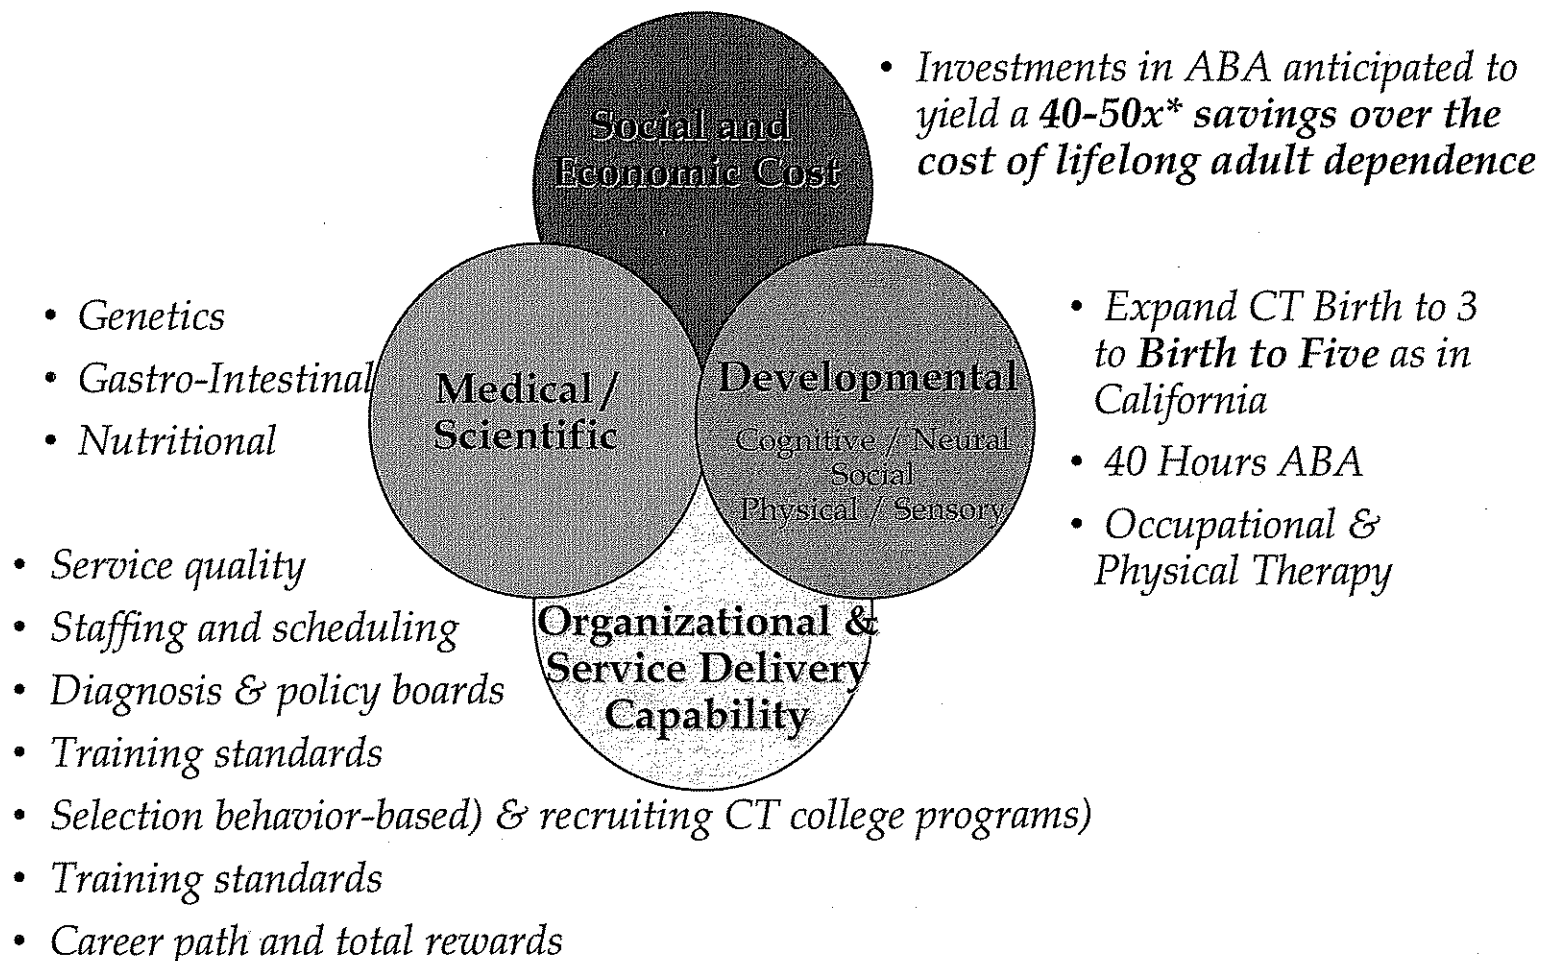 Social and
Economic Cost
• Investments in ABA anticipated to
yield a 40-50x* savings over the
cost of lifelong adult dependence
• Genetics
• Gastro-Intestinal
• Nutritional
Medical /
Scientific
Developmental
Cognitive / Neural
Social
Physical / Sensory
• Expand CT Birth to 3
to Birth to Five as in
California
• 40 Hours ABA
• Occupational &
Physical Therapy
Organizational &
Service Delivery
Capability
• Service quality
• Staffing and scheduling
• Diagnosis & policy boards
• Training standards
• Selection behavior-based) & recruiting CT college programs)
• Training standards
• Career path and total rewards